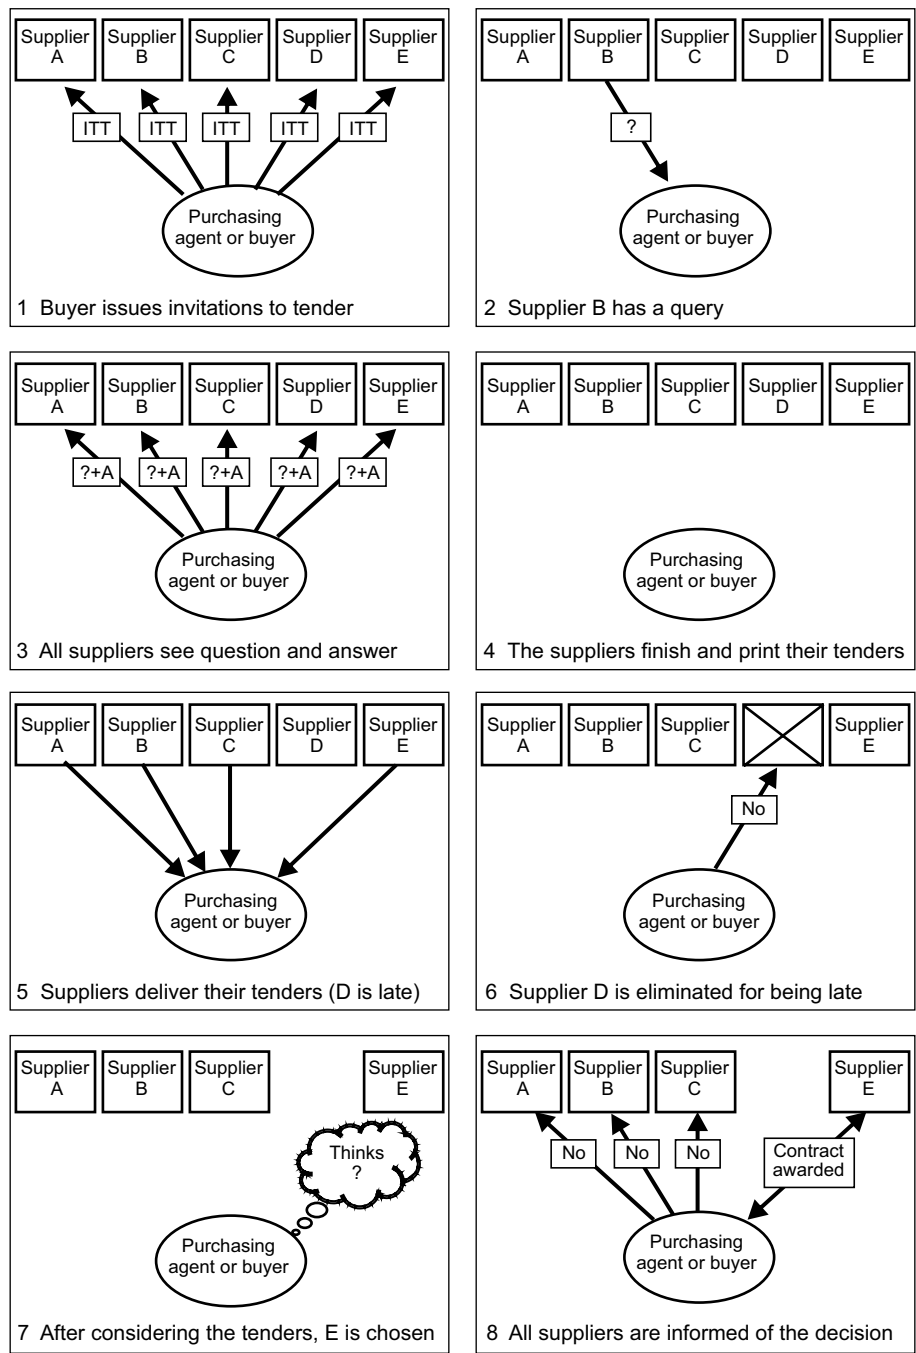 Supplier A
Supplier B
Supplier C
Supplier D
Supplier E
ITT
ITT
ITT
ITT
ITT
Purchasing
agent or buyer
1 Buyer issues invitations to tender
Supplier A
Supplier B
Supplier C
Supplier D
Supplier E
?
Purchasing
agent or buyer
2 Supplier B has a query
Supplier A
Supplier B
Supplier C
Supplier D
Supplier E
?+A
?+A
?+A
?+A
?+A
Purchasing
agent or buyer
3 All suppliers see question and answer
Supplier A
Supplier B
Supplier C
Supplier D
Supplier E
Purchasing
agent or buyer
4 The suppliers finish and print their tenders
Supplier A
Supplier B
Supplier C
Supplier D
Supplier E
Purchasing
agent or buyer
5 Suppliers deliver their tenders (D is late)
Supplier A
Supplier B
Supplier C
Supplier E
No
Purchasing
agent or buyer
6 Supplier D is eliminated for being late
Supplier A
Supplier B
Supplier C
Supplier E
Thinks
?
Purchasing
agent or buyer
7 After considering the tenders, E is chosen
Supplier A
Supplier B
Supplier C
Supplier E
No
No
No
Contract
awarded
Purchasing
agent or buyer
8 All suppliers are informed of the decision